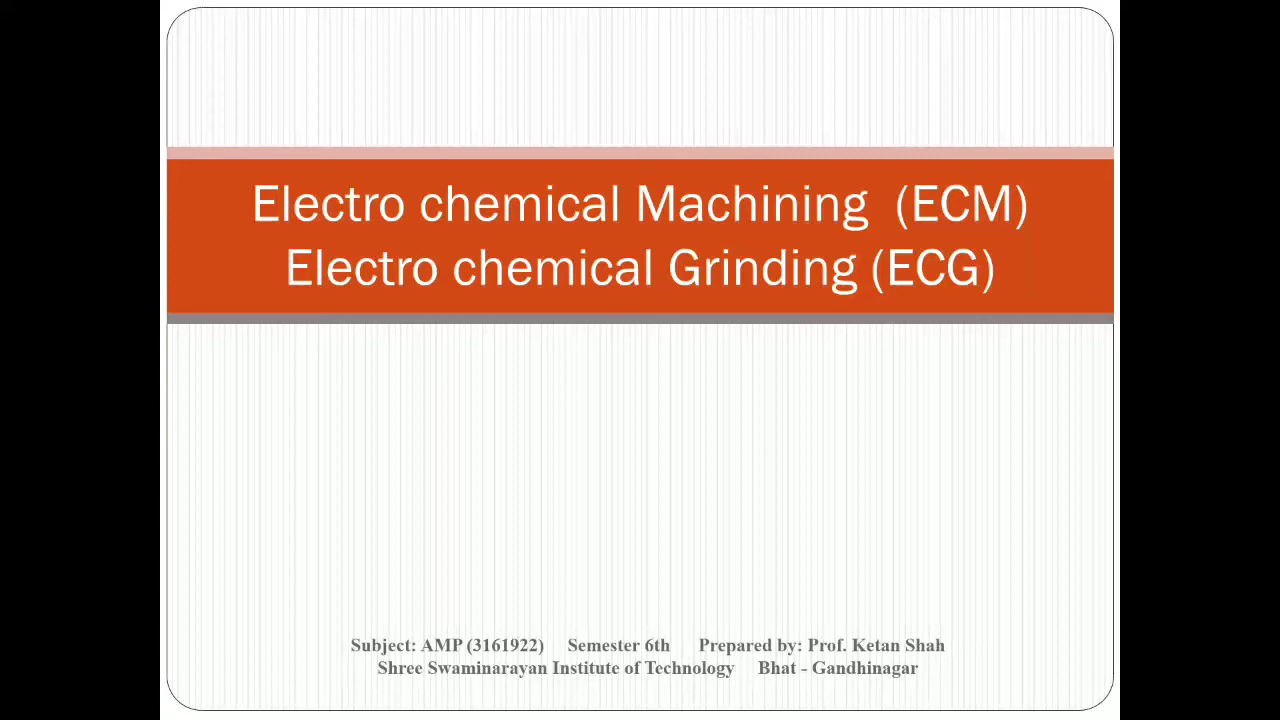 Electro chemical Machining (ECM)
Electro chemical Grinding (ECG)
Subject: AMP (3161922) Semester 6th Prepared by: Prof. Ketan Shah
Shree Swaminarayan Institute of Technology Bhat - Gandhinagar